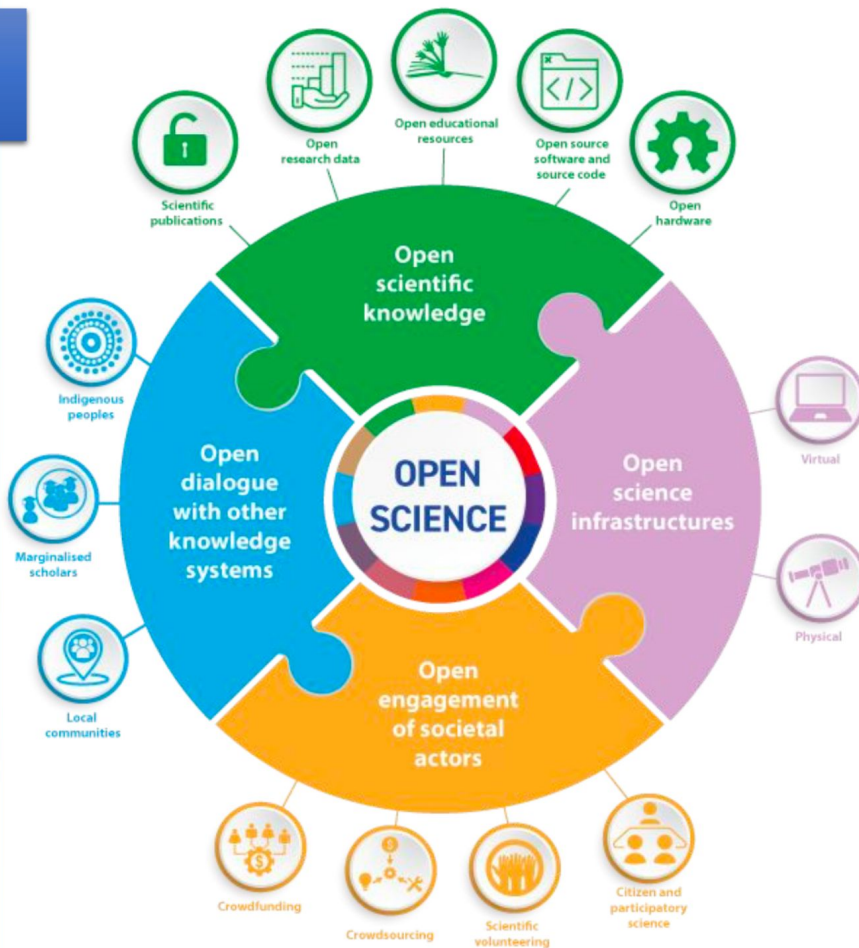 Scientific
publications
Open
research data
Open educational
resources
Open source
software and
source code
Open
hardware
Open
scientific
knowledge
Indigenous
peoples
Marginalised
scholars
Local
communities
Open
dialogue
with other
knowledge
systems
OPEN
SCIENCE
Open
science
infrastructures
Virtual
Physical
Open
engagement
of societal
actors
Crowdfunding
Crowdsourcing
Scientific
volunteering
Citizen and
participatory
science